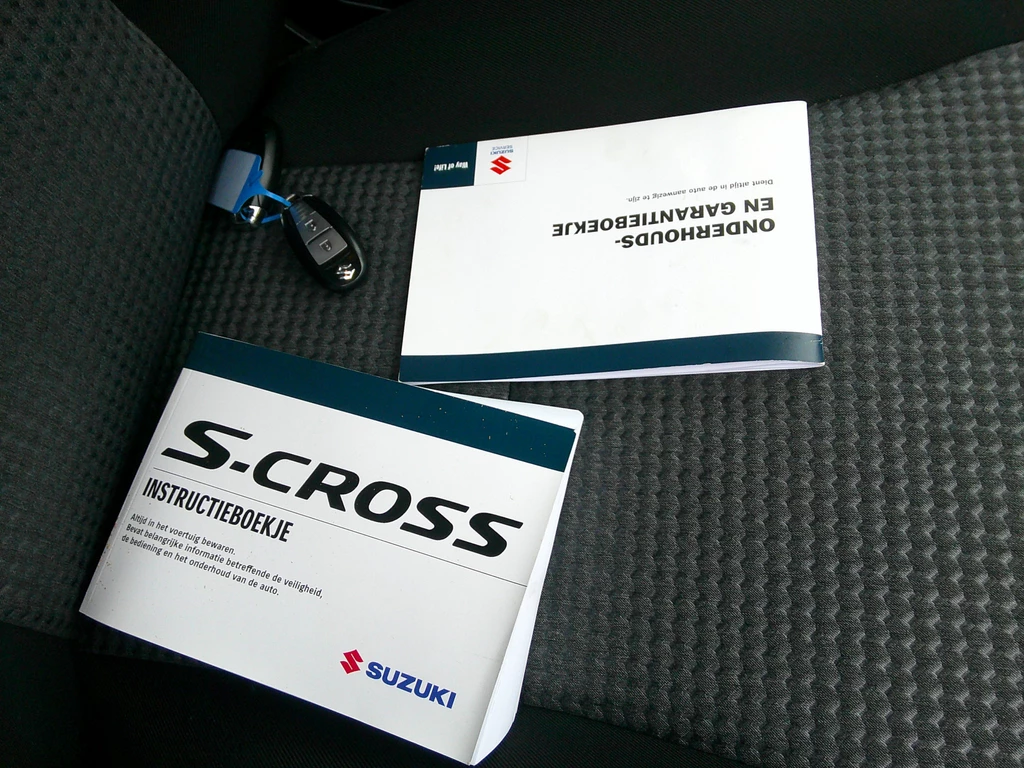 Way of Life!
SUZUKI
SERVICE
ONDERHOUDS-
EN GARANTIEBOEKJE
Dient altijd in de auto aanwezig te zijn.
S-CROSS
INSTRUCTIEBOEKJE
Altijd in het voertuig bewaren.
Bevat belangrijke informatie betreffende de veiligheid,
de bediening en het onderhoud van de auto.
SUZUKI